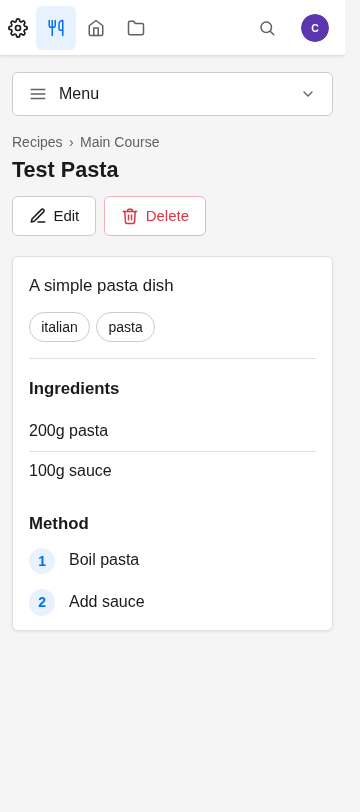 C
Menu
Recipes › Main Course
Test Pasta
Edit Delete
A simple pasta dish
italian pasta
Ingredients
200g pasta
100g sauce
Method
1 Boil pasta
2 Add sauce